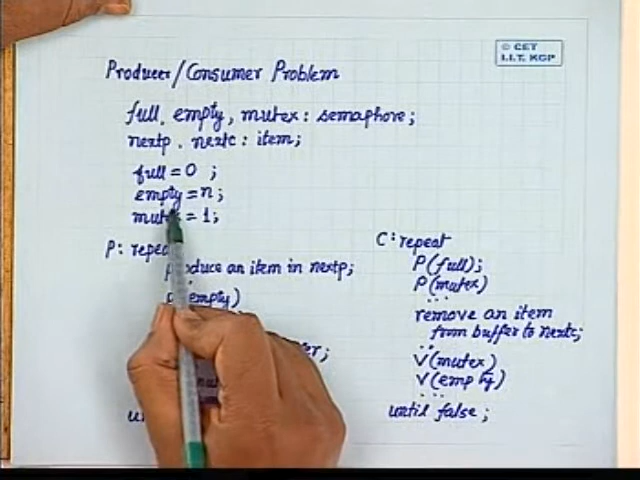 © CET
I.I.T. KGP
Producer/Consumer Problem
full, empty, mutex: semaphore;
nextp, nextc: item;
full = 0 ;
empty = n;
mutex = 1;
P: repeat
produce an item in nextp;
P(empty)
C: repeat
P(full);
P(mutex)
...
remove an item
from buffer to nextc;
..
V(mutex)
V(empty)
...
until false;